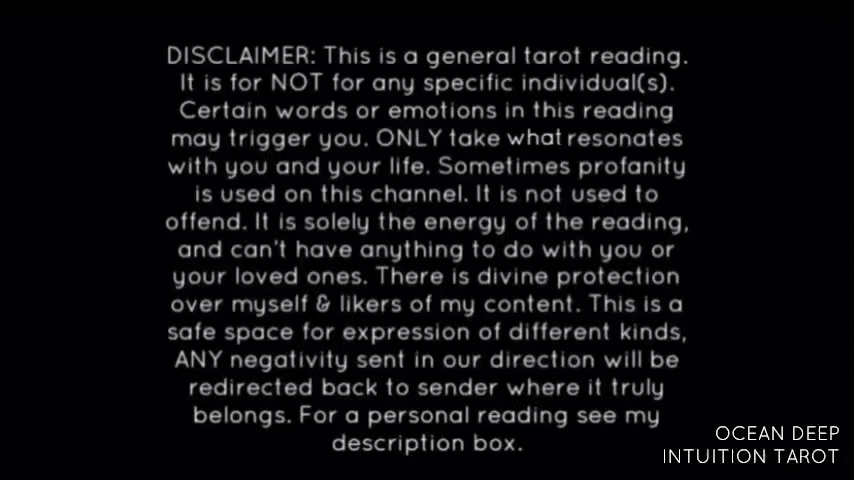 DISCLAIMER: This is a general tarot reading.
It is for NOT for any specific individual(s).
Certain words or emotions in this reading
may trigger you. ONLY take what resonates
with you and your life. Sometimes profanity
is used on this channel. It is not used to
offend. It is solely the energy of the reading,
and can't have anything to do with you or
your loved ones. There is divine protection
over myself & likers of my content. This is a
safe space for expression of different kinds,
ANY negativity sent in our direction will be
redirected back to sender where it truly
belongs. For a personal reading see my
description box.
OCEAN DEEP
INTUITION TAROT